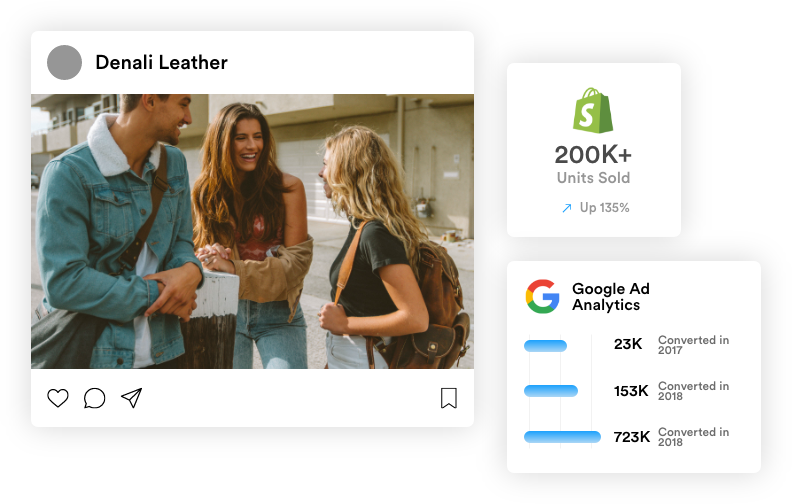 Denali Leather
200K+
Units Sold
Up 135%
Google Ad
Analytics
23K
Converted in
2017
153K
Converted in
2018
723K
Converted in
2018